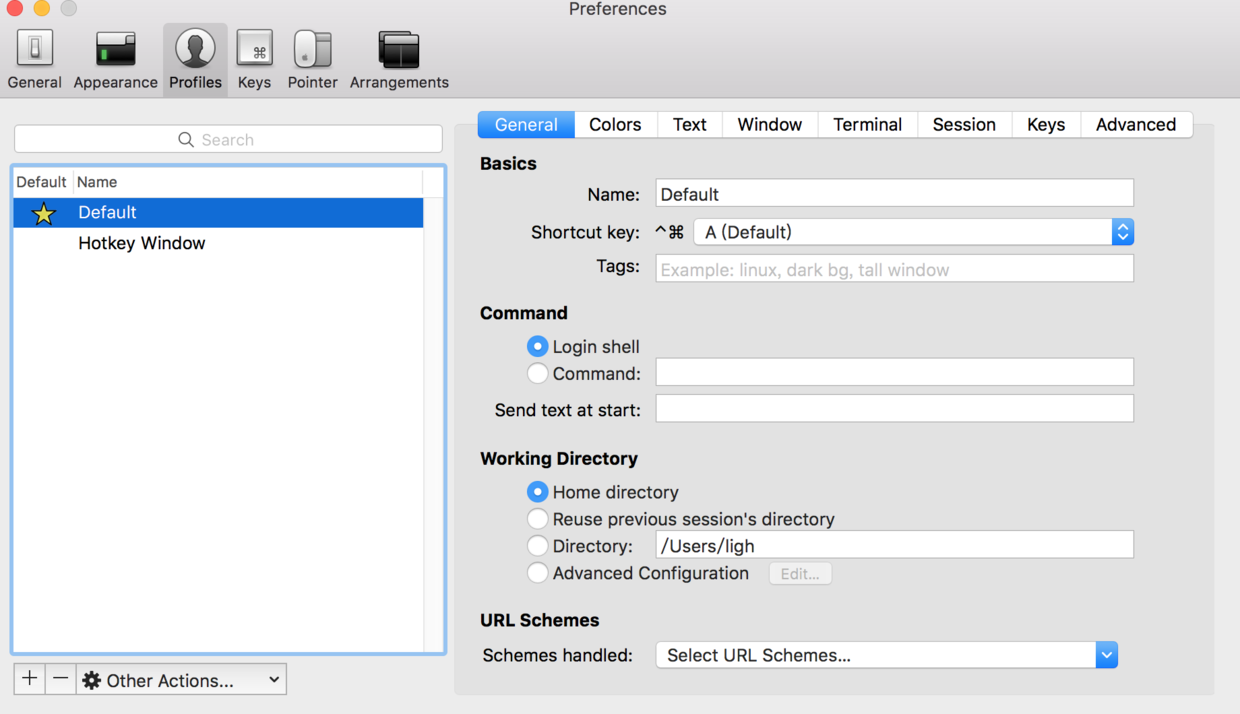 Preferences
General Appearance Profiles Keys Pointer Arrangements
Search
Default Name
Default
Hotkey Window
Other Actions...
General Colors Text Window Terminal Session Keys Advanced
Basics
Name: Default
Shortcut key: ^⌘ A (Default)
Tags: Example: linux, dark bg, tall window
Command
Login shell
Command:
Send text at start:
Working Directory
Home directory
Reuse previous session's directory
Directory: /Users/ligh
Advanced Configuration Edit...
URL Schemes
Schemes handled: Select URL Schemes...